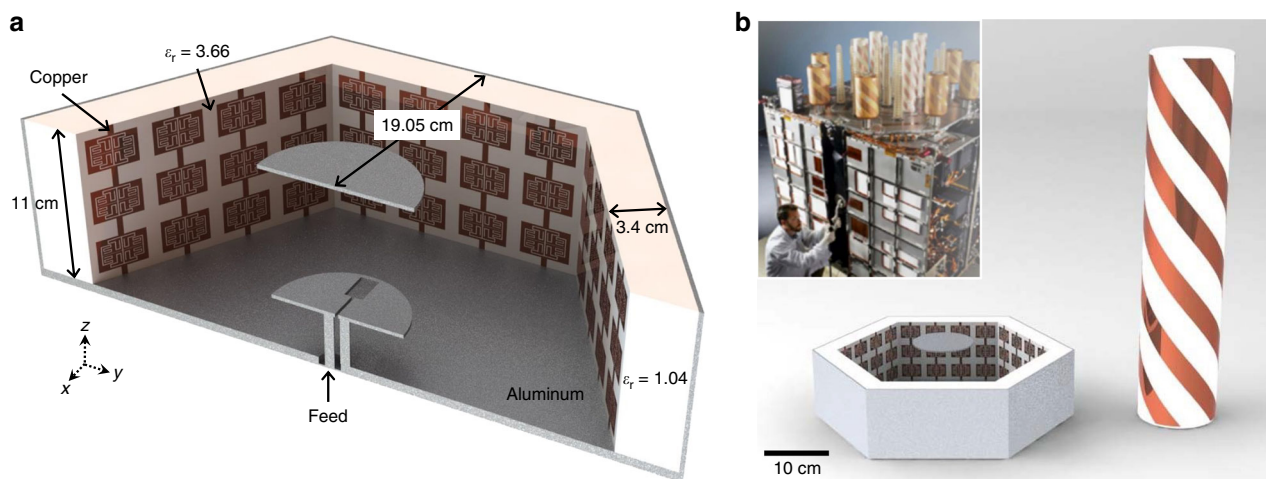 a
εr = 3.66
Copper
19.05 cm
11 cm
3.4 cm
z
x
y
εr = 1.04
Aluminum
Feed
b
10 cm